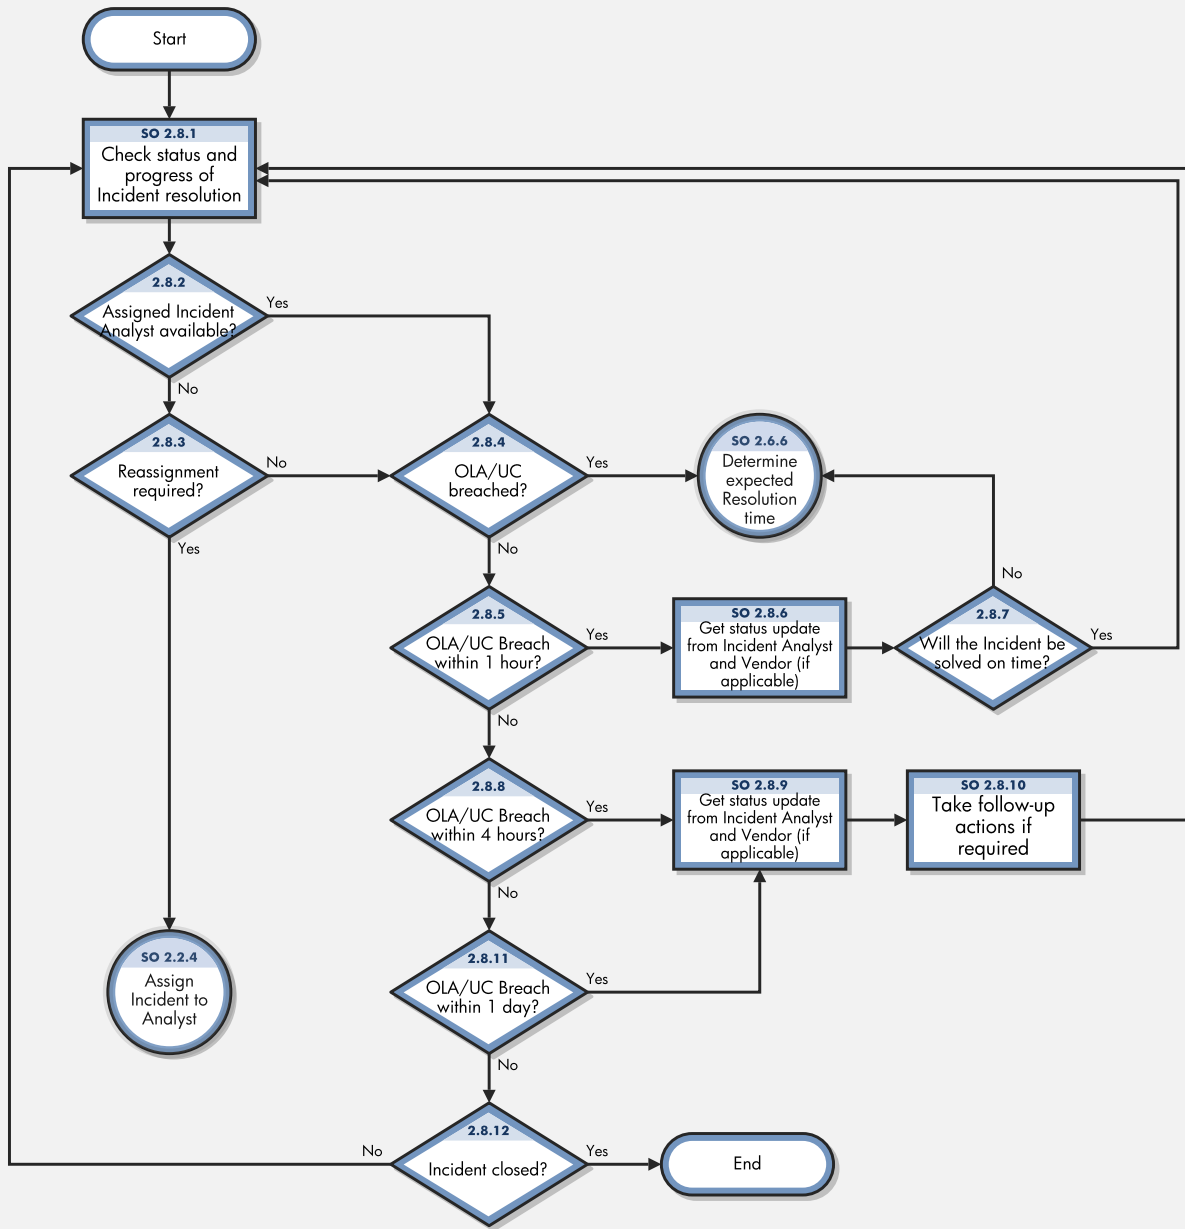 Start
SO 2.8.1
Check status and
progress of
Incident resolution
2.8.2
Assigned Incident
Analyst available?
Yes
No
2.8.3
Reassignment
required?
No
Yes
2.8.4
OLA/UC
breached?
Yes
No
SO 2.6.6
Determine
expected
Resolution
time
2.8.5
OLA/UC Breach
within 1 hour?
Yes
No
SO 2.8.6
Get status update
from Incident Analyst
and Vendor (if
applicable)
2.8.7
Will the Incident be
solved on time?
No
Yes
2.8.8
OLA/UC Breach
within 4 hours?
Yes
No
SO 2.8.9
Get status update
from Incident Analyst
and Vendor (if
applicable)
SO 2.8.10
Take follow-up
actions if
required
SO 2.2.4
Assign
Incident to
Analyst
2.8.11
OLA/UC Breach
within 1 day?
Yes
No
2.8.12
Incident closed?
No
Yes
End